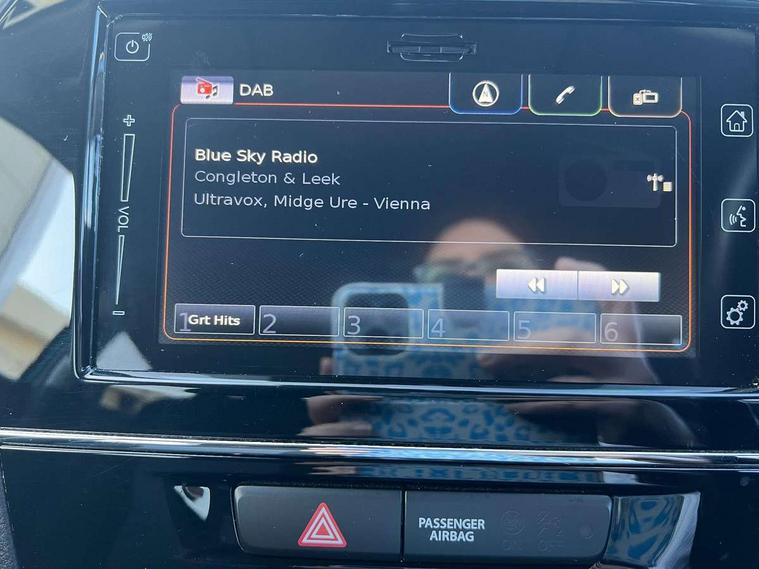 DAB
Blue Sky Radio
Congleton & Leek
Ultravox, Midge Ure - Vienna
VOL
1 Grt Hits 2 3 4 5 6
PASSENGER
AIRBAG